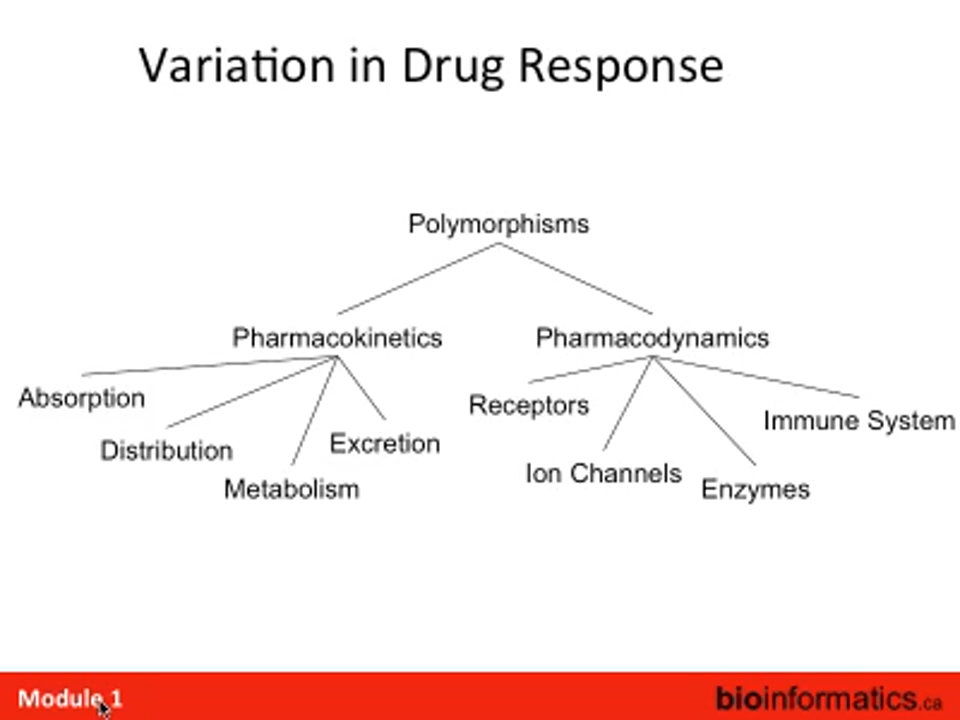 Variation in Drug Response
Polymorphisms
Pharmacokinetics
Pharmacodynamics
Absorption
Distribution
Metabolism
Excretion
Receptors
Ion Channels
Enzymes
Immune System
Module 1
bioinformatics.ca